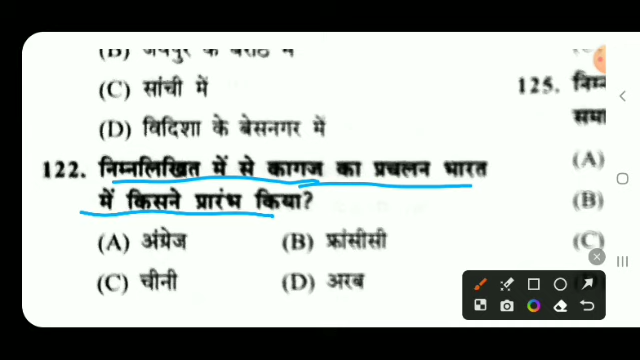 (C) सांची में
(D) विदिशा के बेसनगर में
122. निम्नलिखित में से कागज का प्रचलन भारत
में किसने प्रारंभ किया?
(A) अंग्रेज (B) फ्रांसीसी
(C) चीनी (D) अरब
125.
(A)
(B)
(C)